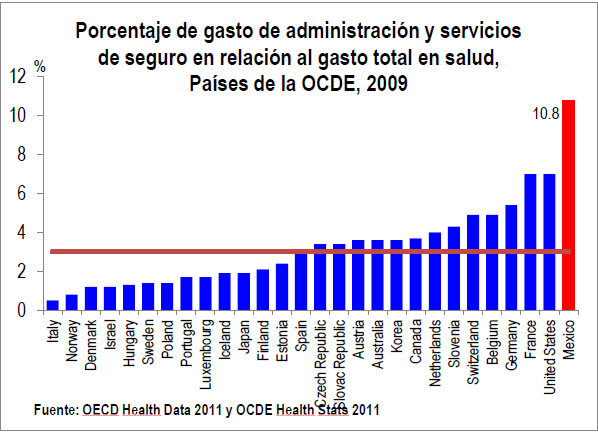 Porcentaje de gasto de administración y servicios
de seguro en relación al gasto total en salud,
Países de la OCDE, 2009
%
12
10
8
6
4
2
0
10.8
Italy
Norway
Denmark
Israel
Hungary
Sweden
Poland
Portugal
Luxembourg
Iceland
Japan
Finland
Estonia
Spain
Czech Republic
Slovac Republic
Austria
Australia
Korea
Canada
Netherlands
Slovenia
Switzerland
Belgium
Germany
France
United States
Mexico
Fuente: OECD Health Data 2011 y OCDE Health Stats 2011